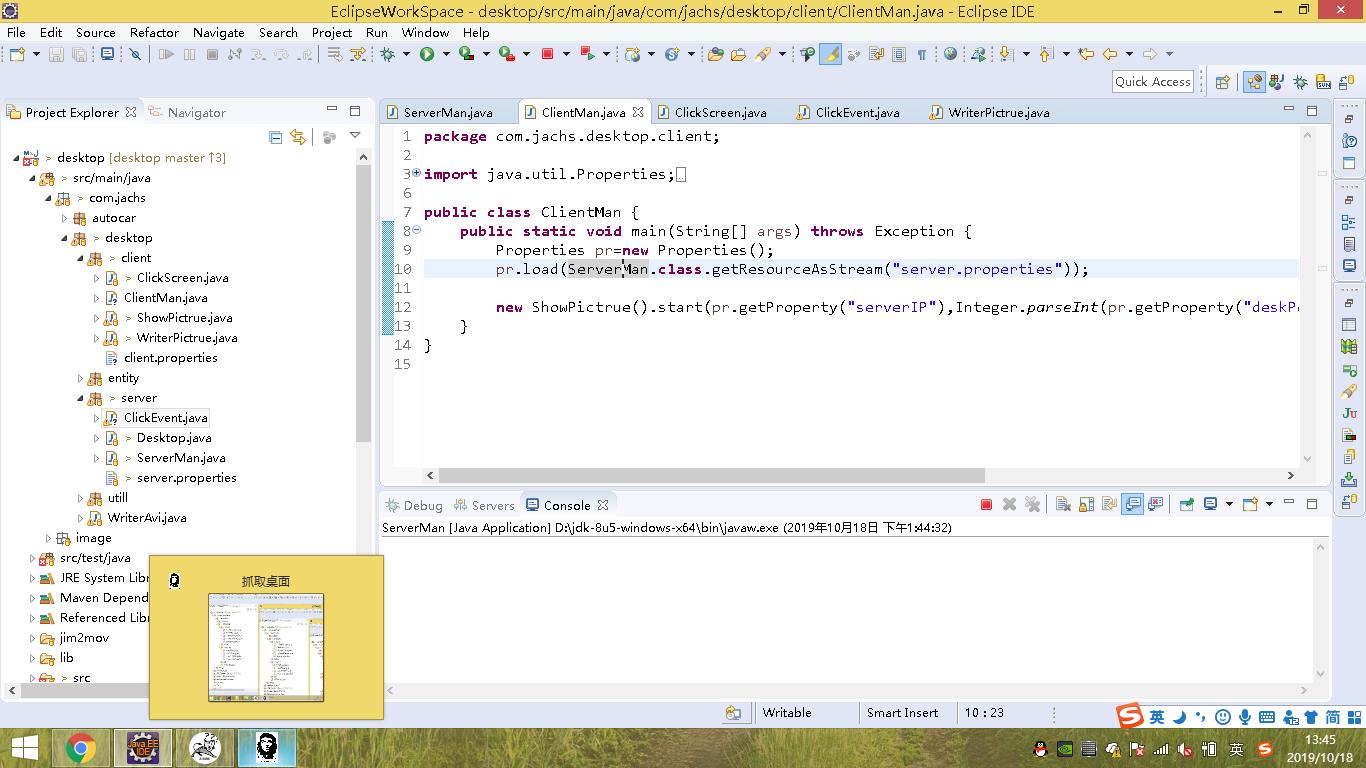 EclipseWorkSpace - desktop/src/main/java/com/jachs/desktop/client/ClientMan.java - Eclipse IDE
File Edit Source Refactor Navigate Search Project Run Window Help
Quick Access
Project Explorer Navigator
> desktop [desktop master ↑3]
> src/main/java
> com.jachs
autocar
> desktop
> client
> ClickScreen.java
ClientMan.java
> ShowPictrue.java
> WriterPictrue.java
client.properties
entity
> server
ClickEvent.java
> Desktop.java
> ServerMan.java
> server.properties
utill
WriterAvi.java
image
src/test/java
JRE System Libr
Maven Depend
Referenced Libr
jim2mov
lib
> src
ServerMan.java ClientMan.java ClickScreen.java ClickEvent.java WriterPictrue.java
1 package com.jachs.desktop.client;
2
3 import java.util.Properties;
6
7 public class ClientMan {
8 public static void main(String[] args) throws Exception {
9 Properties pr=new Properties();
10 pr.load(ServerMan.class.getResourceAsStream("server.properties"));
11
12 new ShowPictrue().start(pr.getProperty("serverIP"),Integer.parseInt(pr.getProperty("deskPo
13 }
14 }
15
Debug Servers Console
ServerMan [Java Application] D:\jdk-8u5-windows-x64\bin\javaw.exe (2019年10月18日 下午1:44:32)
抓取桌面
Writable Smart Insert 10 : 23
英 简
Java EE
IDE
英
13:45
2019/10/18